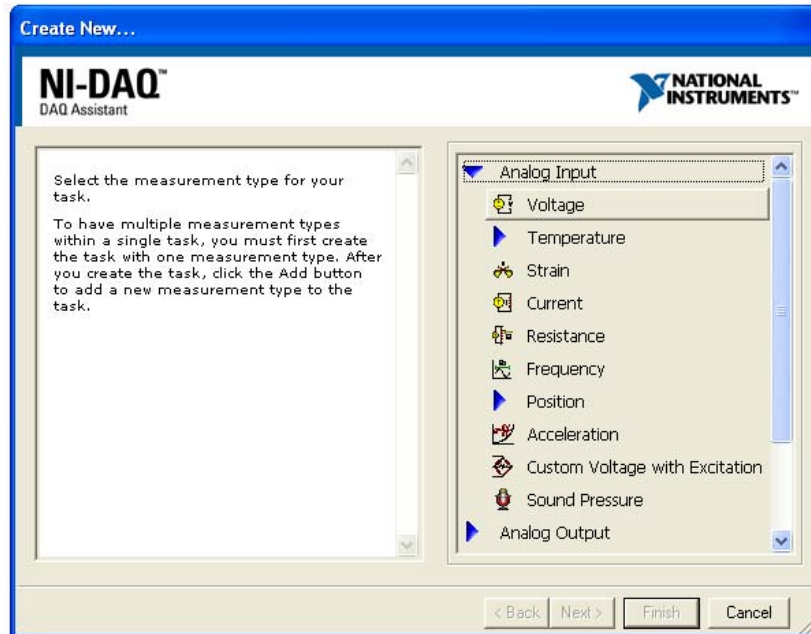 Create New...
NI-DAQ™
DAQ Assistant
NATIONAL
INSTRUMENTS™
Select the measurement type for your
task.
To have multiple measurement types
within a single task, you must first create
the task with one measurement type. After
you create the task, click the Add button
to add a new measurement type to the
task.
Analog Input
Voltage
Temperature
Strain
Current
Resistance
Frequency
Position
Acceleration
Custom Voltage with Excitation
Sound Pressure
Analog Output
< Back Next > Finish Cancel